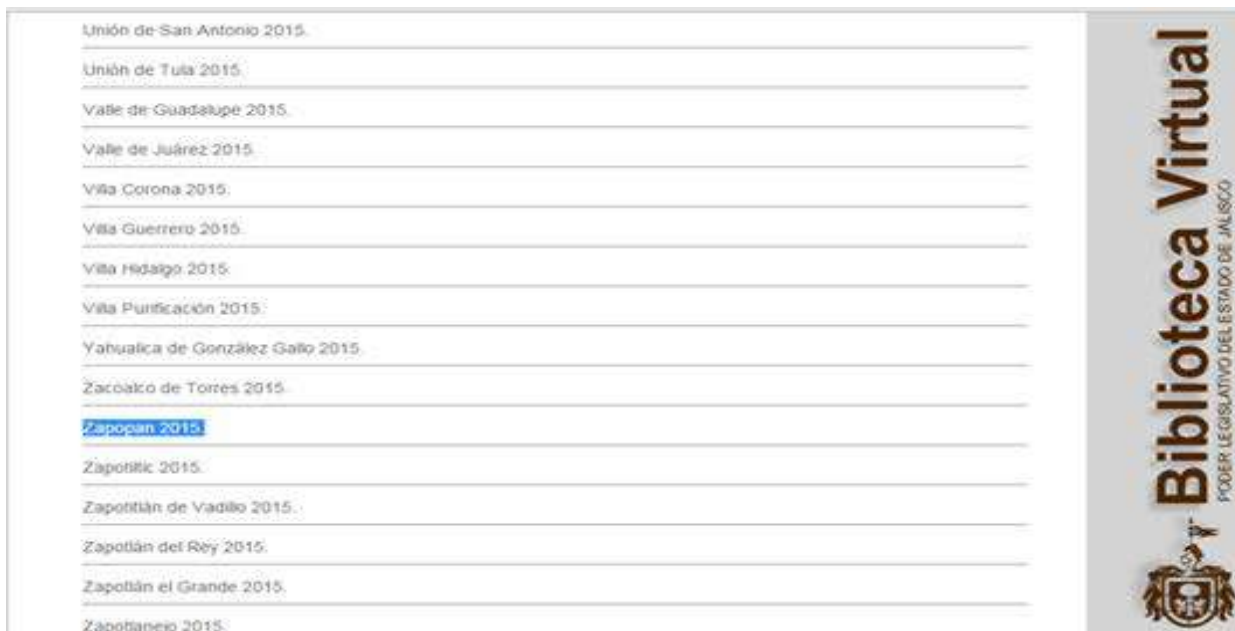 Unión de San Antonio 2015.
Unión de Tula 2015.
Valle de Guadalupe 2015.
Valle de Juárez 2015.
Villa Corona 2015.
Villa Guerrero 2015.
Villa Hidalgo 2015.
Villa Purificación 2015.
Yahualica de González Gallo 2015.
Zacoalco de Torres 2015.
Zapopan 2015.
Zapotiltic 2015.
Zapotitlán de Vadillo 2015.
Zapotlán del Rey 2015.
Zapotlán el Grande 2015.
Zapotlanejo 2015.
Biblioteca Virtual
PODER LEGISLATIVO DEL ESTADO DE JALISCO